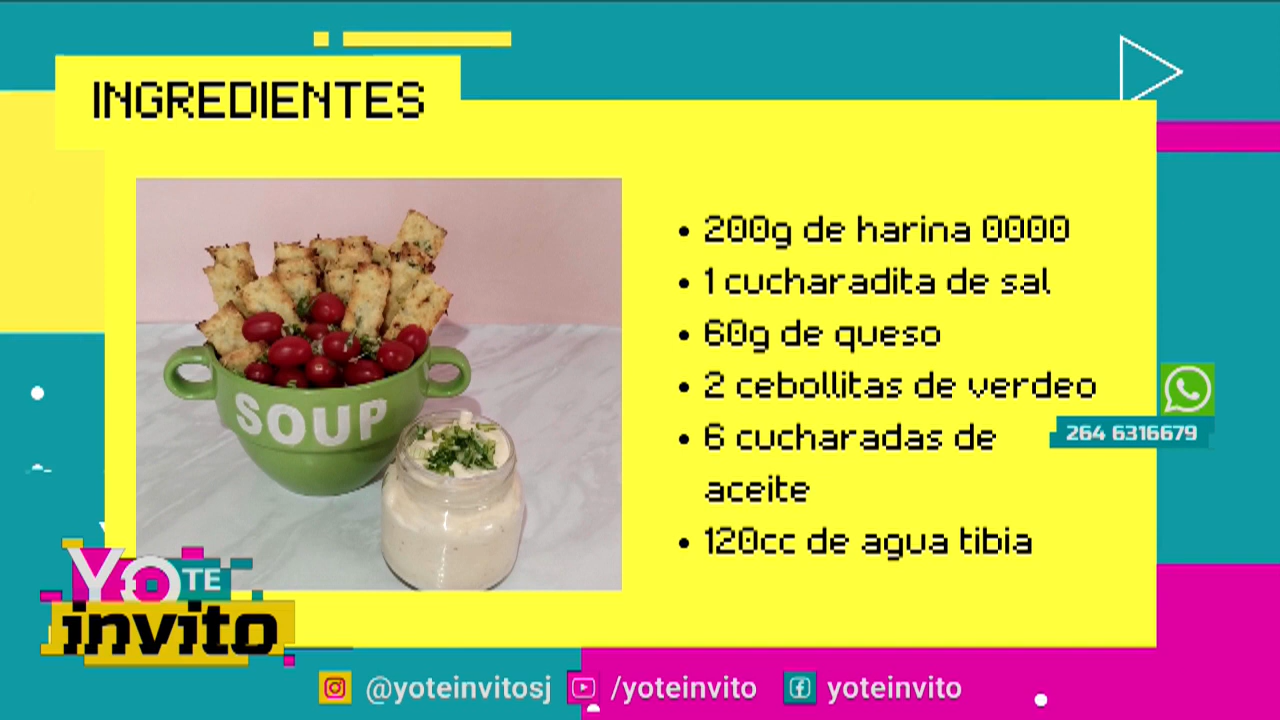 INGREDIENTES
• 200g de harina 0000
• 1 cucharadita de sal
• 60g de queso
• 2 cebollitas de verdeo
• 6 cucharadas de
aceite
• 120cc de agua tibia
SOUP
264 6316679
YO TE
invito
@yoteinvitosj /yoteinvito yoteinvito